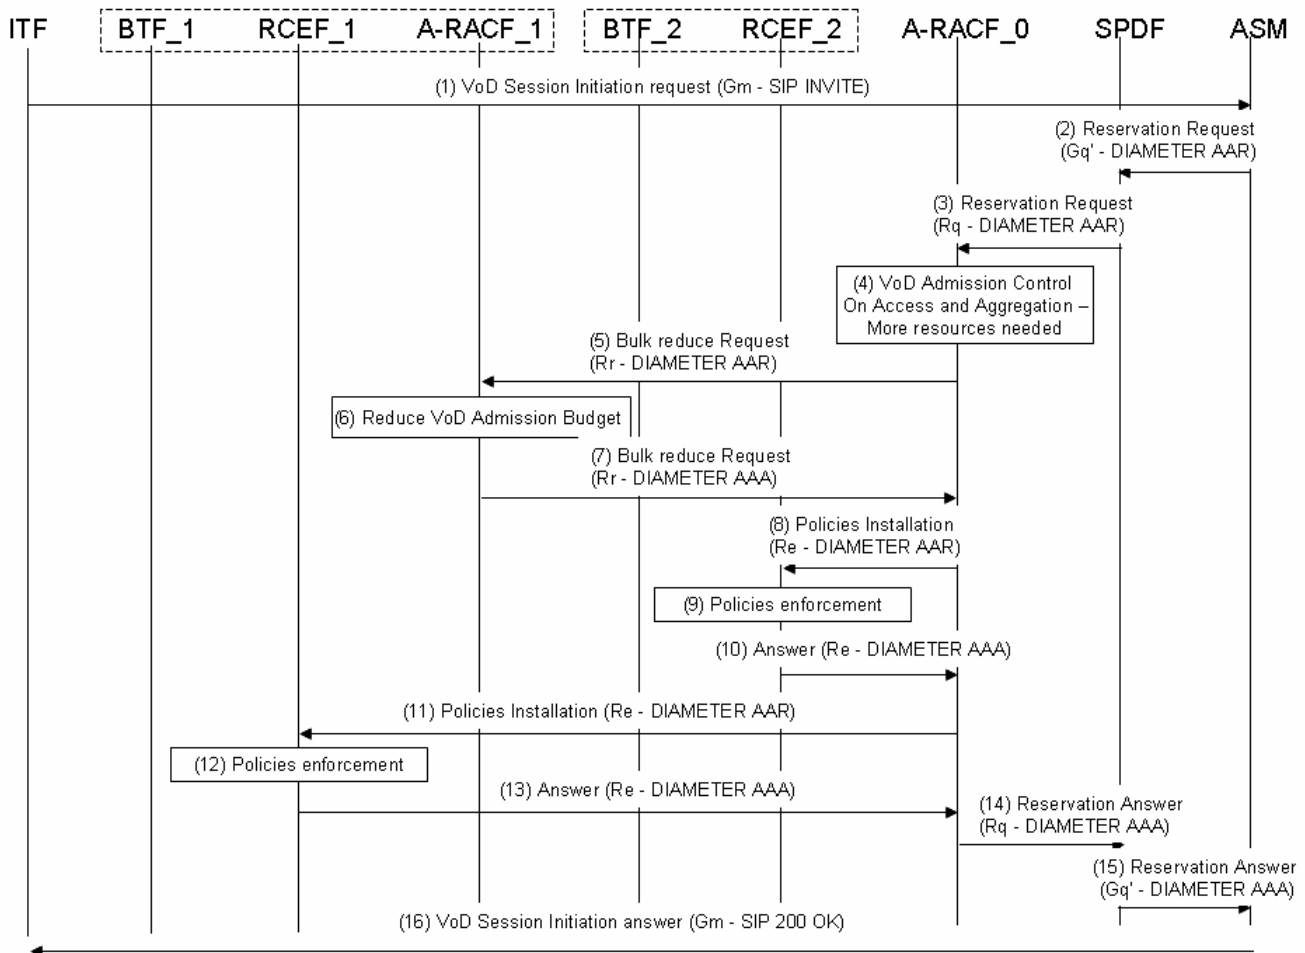 ITF BTF_1 RCEF_1 A-RACF_1 BTF_2 RCEF_2 A-RACF_0 SPDF ASM
(1) VoD Session Initiation request (Gm - SIP INVITE)
(2) Reservation Request
(Gq' - DIAMETER AAR)
(3) Reservation Request
(Rq - DIAMETER AAR)
(4) VoD Admission Control
On Access and Aggregation –
More resources needed
(5) Bulk reduce Request
(Rr - DIAMETER AAR)
(6) Reduce VoD Admission Budget
(7) Bulk reduce Request
(Rr - DIAMETER AAA)
(8) Policies Installation
(Re - DIAMETER AAR)
(9) Policies enforcement
(10) Answer (Re - DIAMETER AAA)
(11) Policies Installation (Re - DIAMETER AAR)
(12) Policies enforcement
(13) Answer (Re - DIAMETER AAA)
(14) Reservation Answer
(Rq - DIAMETER AAA)
(15) Reservation Answer
(Gq' - DIAMETER AAA)
(16) VoD Session Initiation answer (Gm - SIP 200 OK)